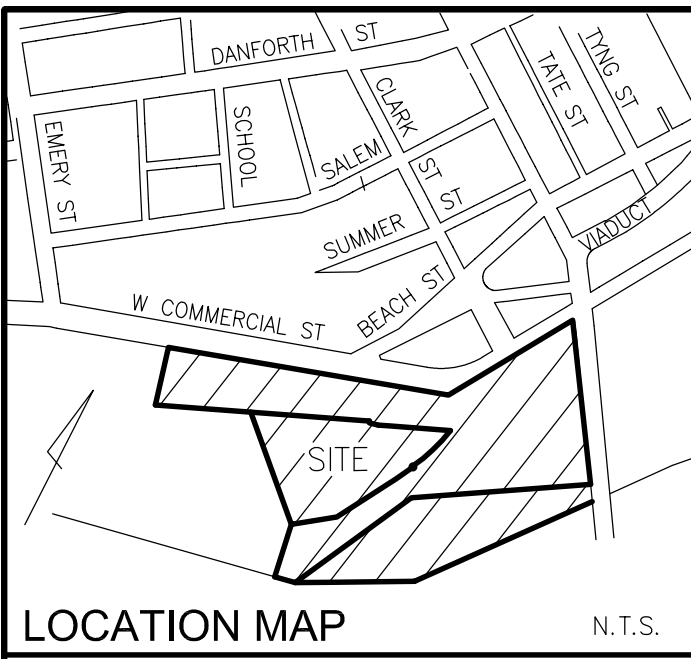 DANFORTH ST
TYNG ST
TATE ST
CLARK ST
SCHOOL
EMERY ST
SALEM ST
SUMMER
VIADUCT
BEACH ST
W COMMERCIAL ST
SITE
LOCATION MAP
N.T.S.